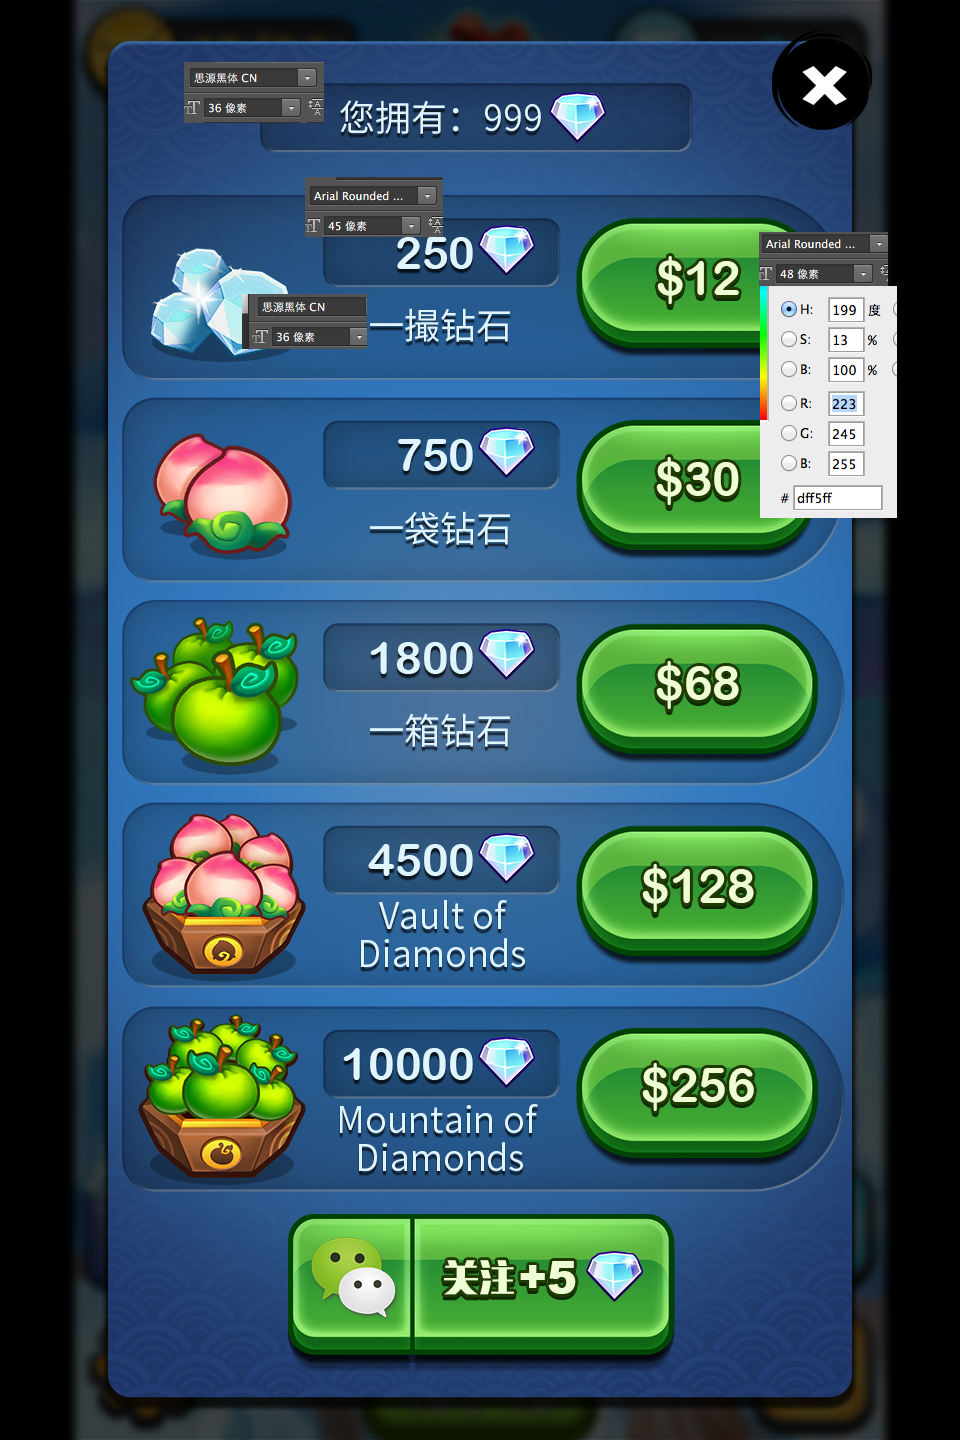 思源黑体 CN
36 像素
您拥有：999
Arial Rounded ...
45 像素
250
$12
思源黑体 CN
36 像素
一撮钻石
Arial Rounded ...
48 像素
H: 199 度
S: 13 %
B: 100 %
R: 223
G: 245
B: 255
# dff5ff
750
$30
一袋钻石
1800
$68
一箱钻石
4500
$128
Vault of
Diamonds
10000
$256
Mountain of
Diamonds
关注+5